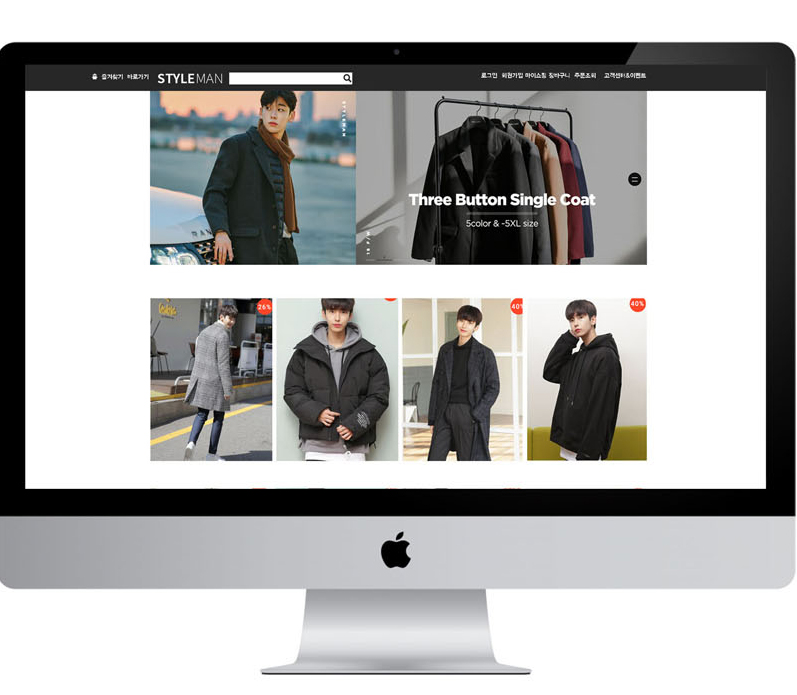 즐겨찾기 바로가기 STYLEMAN
로그인 회원가입 마이쇼핑 장바구니 주문조회 고객센터&이벤트
STYLEMAN
Three Button Single Coat
5color & -5XL size
26%
40%
40%